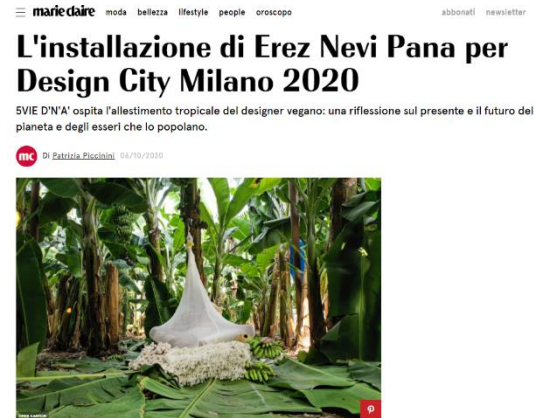 marie claire moda bellezza lifestyle people oroscopo abbonati newsletter
L'installazione di Erez Nevi Pana per
Design City Milano 2020
5VIE D'N'A' ospita l'allestimento tropicale del designer vegano: una riflessione sul presente e il futuro del
pianeta e degli esseri che lo popolano.
mc Di Patrizia Piccinini 06/10/2020